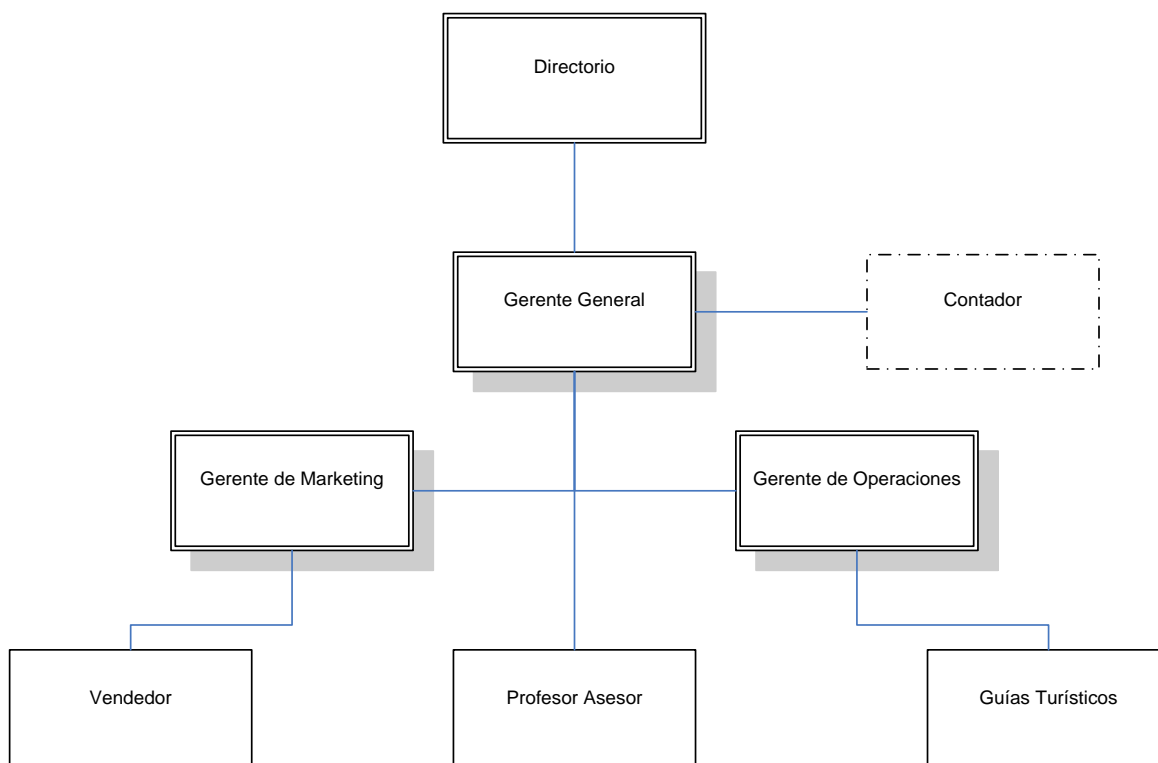 Directorio
Gerente General
Contador
Gerente de Marketing
Gerente de Operaciones
Vendedor
Profesor Asesor
Guías Turísticos